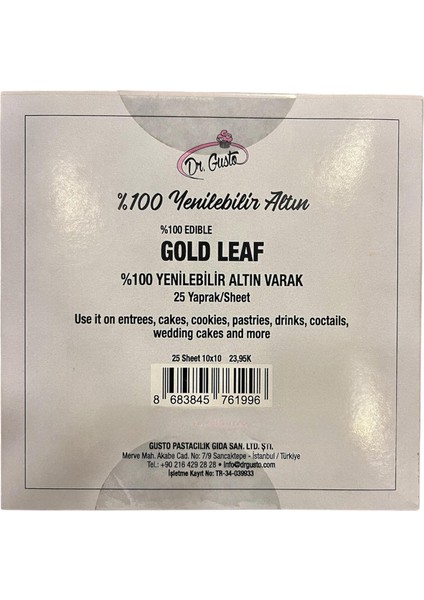 Dr. Gusto
%100 Yenilebilir Altın
%100 EDIBLE
GOLD LEAF
%100 YENİLEBİLİR ALTIN VARAK
25 Yaprak/Sheet
Use it on entrees, cakes, cookies, pastries, drinks, coctails,
wedding cakes and more
25 Sheet 10x10 23,95K
8 683845 761996
GUSTO PASTACILIK GIDA SAN. LTD. ŞTİ.
Merve Mah. Akabe Cad. No: 7/9 Sancaktepe - İstanbul / Türkiye
Tel.: +90 216 429 28 28 • info@drgusto.com
İşletme Kayıt No: TR-34-039933